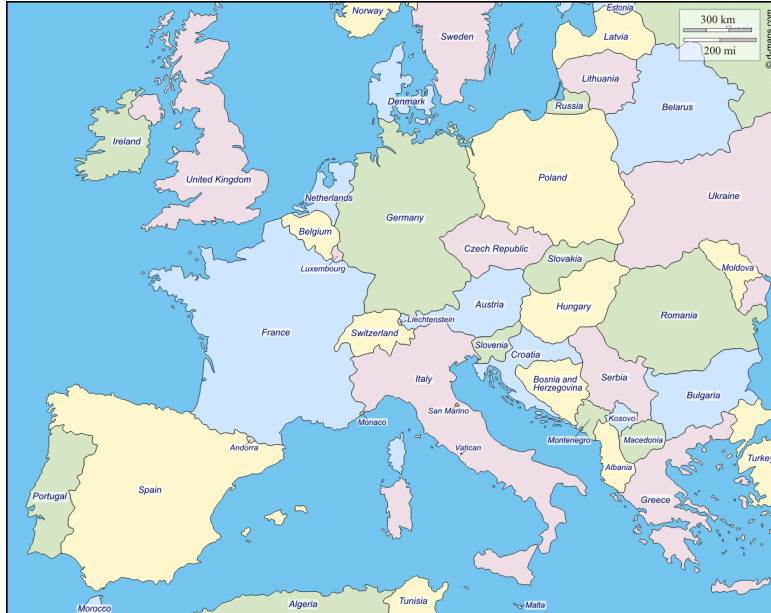 Norway
Sweden
Estonia
Latvia
300 km
200 mi
© d-maps.com
Lithuania
Russia
Belarus
Denmark
Ireland
United Kingdom
Netherlands
Poland
Ukraine
Germany
Belgium
Czech Republic
Luxembourg
Slovakia
Moldova
Austria
Hungary
Liechtenstein
Romania
France
Switzerland
Slovenia
Croatia
Italy
Bosnia and
Herzegovina
Serbia
Bulgaria
San Marino
Monaco
Kosovo
Montenegro
Macedonia
Andorra
Vatican
Turkey
Albania
Spain
Portugal
Greece
Algeria
Tunisia
Morocco
Malta